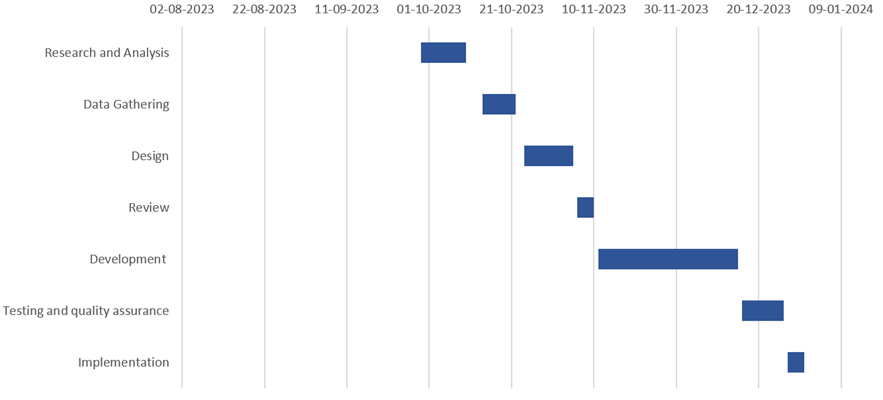 02-08-2023 22-08-2023 11-09-2023 01-10-2023 21-10-2023 10-11-2023 30-11-2023 20-12-2023 09-01-2024
Research and Analysis
Data Gathering
Design
Review
Development
Testing and quality assurance
Implementation